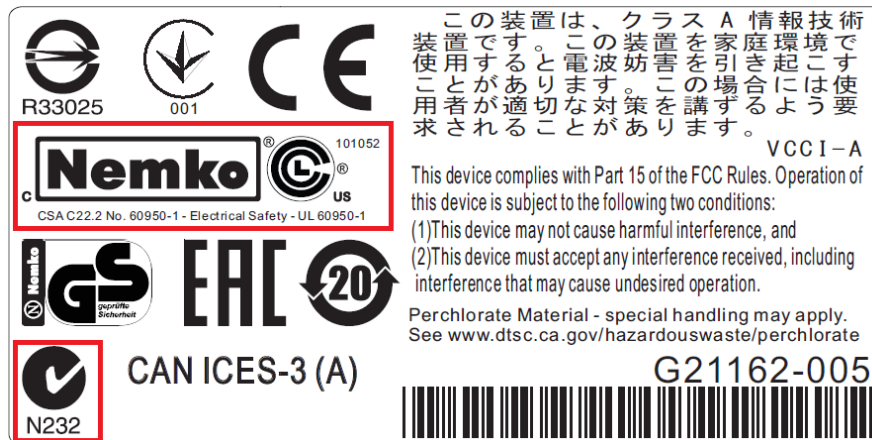 R33025
001
CE
Nemko®
CCL®
101052
C
US
CSA C22.2 No. 60950-1 - Electrical Safety - UL 60950-1
N Nemko
GS
geprüfte
Sicherheit
EAC
20
N232
CAN ICES-3 (A)
この装置は、クラス A 情報技術
装置です。この装置を家庭環境で
使用すると電波妨害を引き起こす
ことがあります。この場合には使
用者が適切な対策を講ずるよう要
求されることがあります。
VCCI-A
This device complies with Part 15 of the FCC Rules. Operation of
this device is subject to the following two conditions:
(1)This device may not cause harmful interference, and
(2)This device must accept any interference received, including
interference that may cause undesired operation.
Perchlorate Material - special handling may apply.
See www.dtsc.ca.gov/hazardouswaste/perchlorate
G21162-005